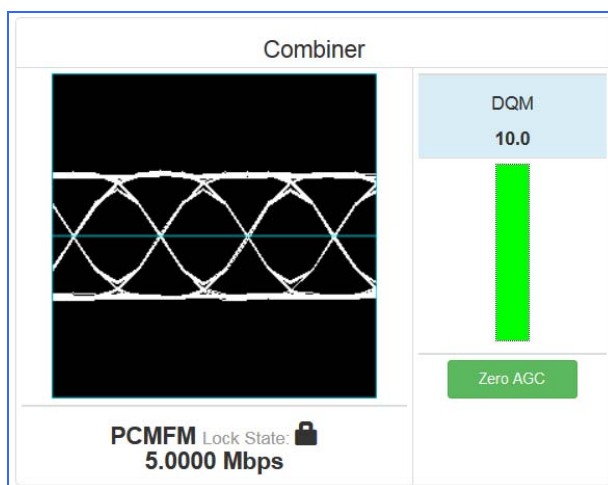 Combiner
DQM
10.0
Zero AGC
PCMFM Lock State:
5.0000 Mbps